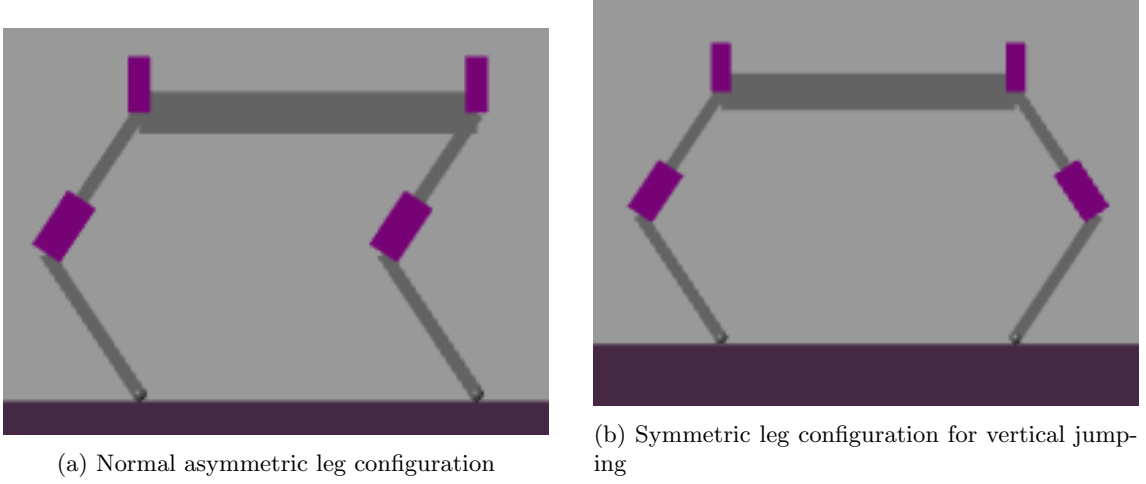 (a) Normal asymmetric leg configuration
(b) Symmetric leg configuration for vertical jump-
ing